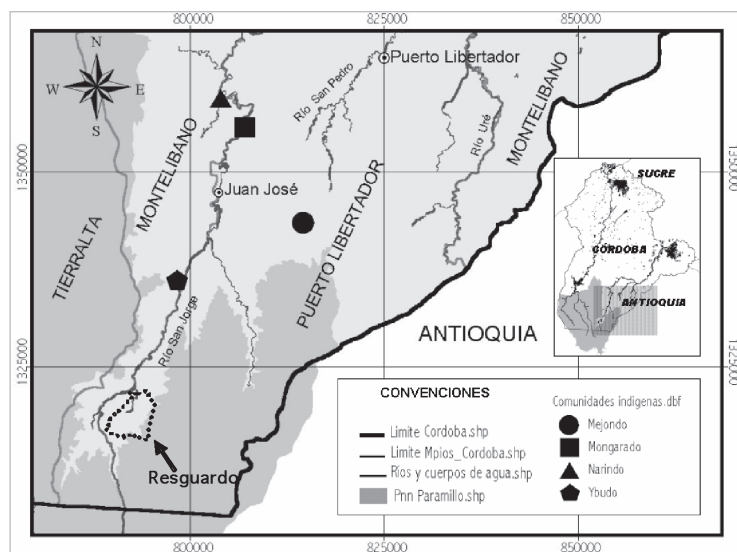 800000 825000 850000
N
W E
S
Puerto Libertador
Río San Pedro
MONTELIBANO
Río Uré
MONTELIBANO
1350000
1350000
Juan José
SUCRE
TIERRALTA
PUERTO LIBERTADOR
CÓRDOBA
ANTIOQUIA
Río San Jorge
ANTIOQUIA
1325000
1325000
CONVENCIONES
Comunidades indigenas.dbf
Limite Cordoba.shp
Limite Mpios_Cordoba.shp
Ríos y cuerpos de agua.shp
Pnn Paramillo.shp
Mejondo
Mongarado
Narindo
Ybudo
Resguardo
800000 825000 850000